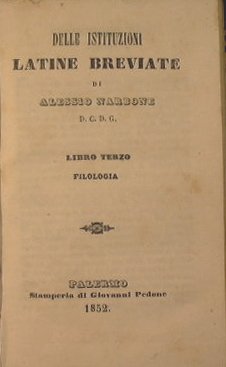 DELLE ISTITUZIONI
LATINE BREVIATE
DI
ALESSIO NARBONE
D. C. D. G.
LIBRO TERZO
FILOLOGIA
PALERMO
Stamperia di Giovanni Pedone
1852.